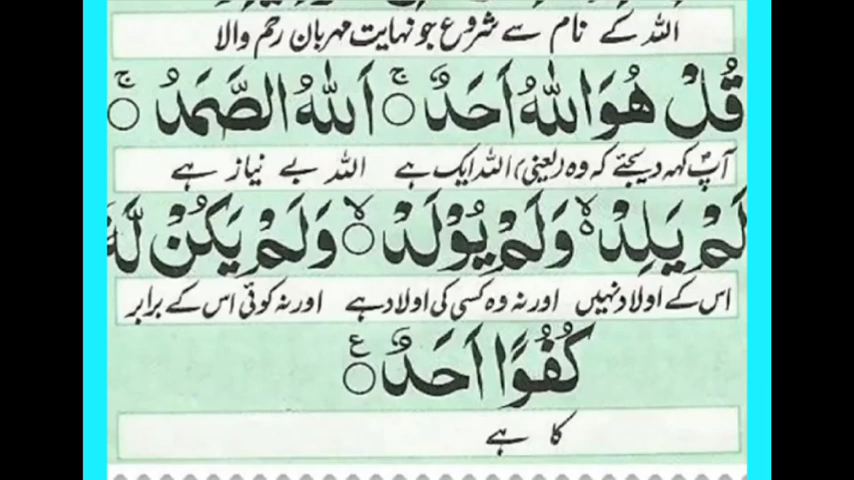 اللہ کے نام سے شروع جو نہایت مہربان رحم والا
قُلْ هُوَ اللّٰهُ اَحَدٌ ۚ۝ اَللّٰهُ الصَّمَدُ ۚ۝
آپؐ کہہ دیجئے کہ وہ (یعنی) اللہ ایک ہے اللہ بے نیاز ہے
لَمْ يَلِدْ ۙ۬ وَلَمْ يُوْلَدْ ۙ۝ وَلَمْ يَكُنْ لَّهٗ
اس کے اولاد نہیں اور نہ وہ کسی کی اولاد ہے اور نہ کوئی اس کے برابر
كُفُوًا اَحَدٌ ۝ع
کا ہے